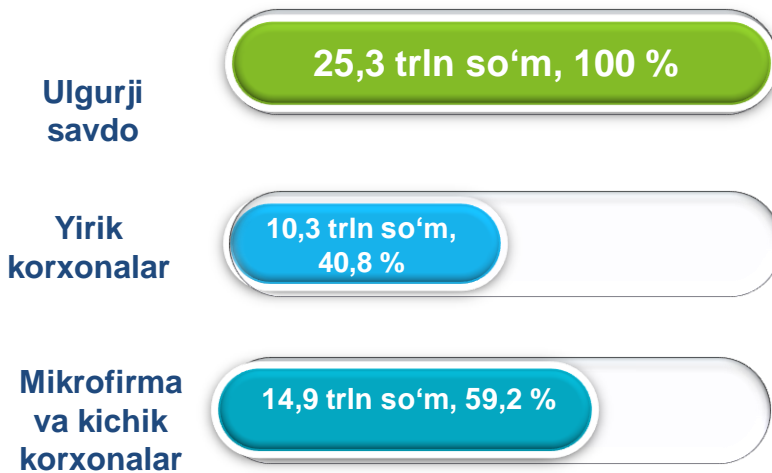 25,3 trln so‘m, 100 %
Ulgurji
savdo
Yirik
korxonalar
10,3 trln so‘m,
40,8 %
Mikrofirma
va kichik
korxonalar
14,9 trln so‘m, 59,2 %